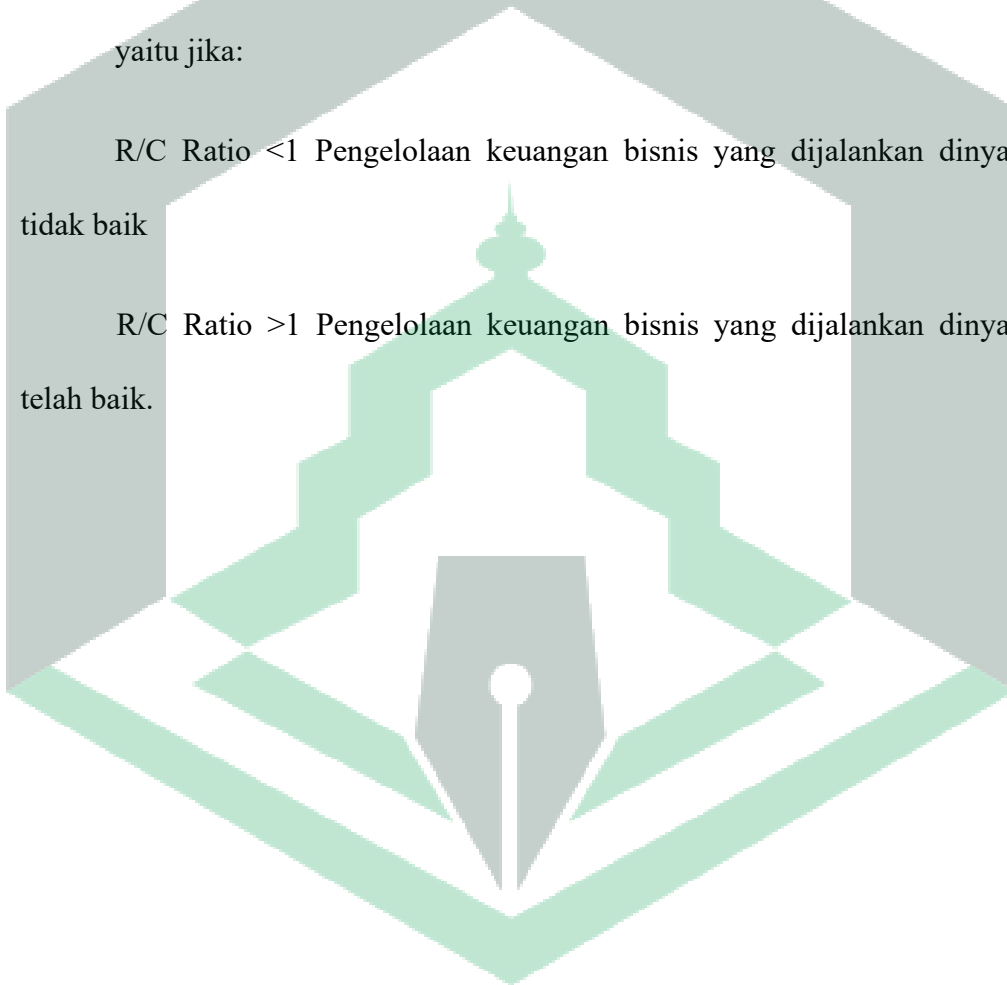 yaitu jika:
R/C Ratio <1 Pengelolaan keuangan bisnis yang dijalankan dinya
tidak baik
R/C Ratio >1 Pengelolaan keuangan bisnis yang dijalankan dinya
telah baik.